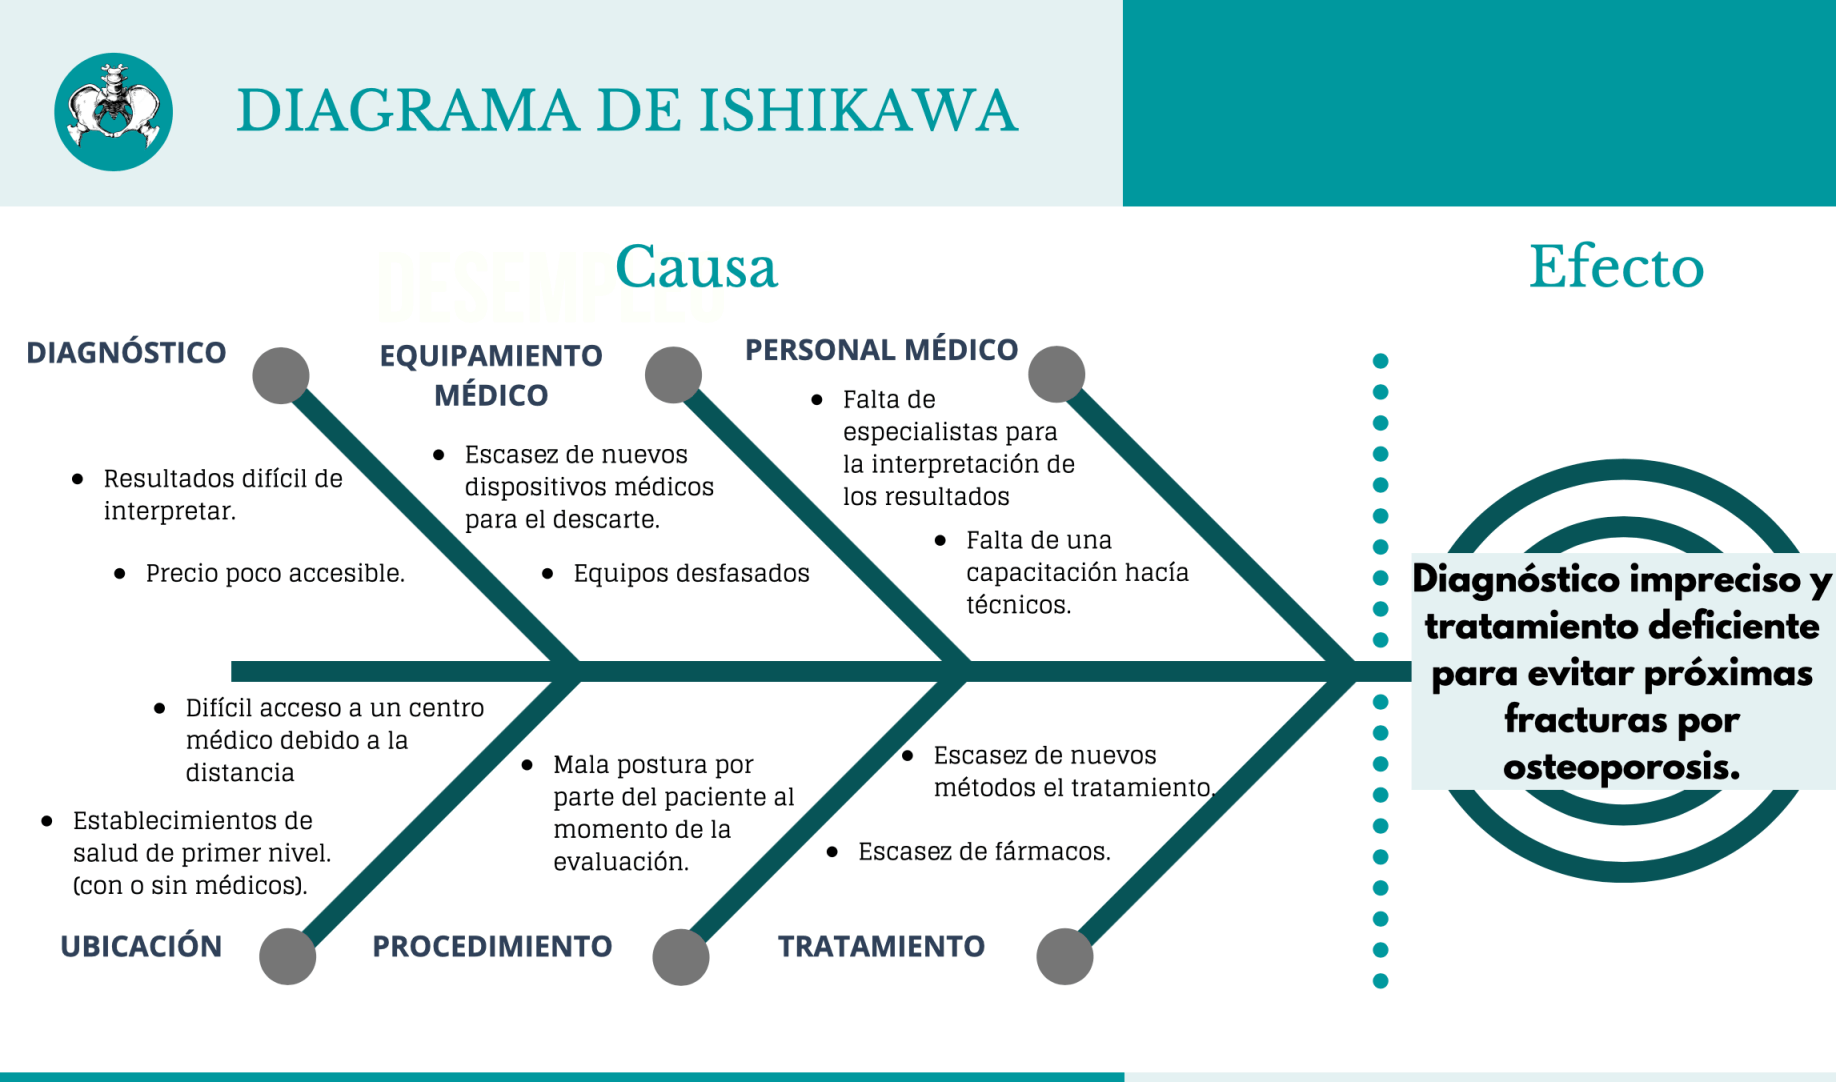 DIAGRAMA DE ISHIKAWA
Causa
Efecto
DIAGNÓSTICO
Resultados difícil de
interpretar.
Precio poco accesible.
EQUIPAMIENTO
MÉDICO
Escasez de nuevos
dispositivos médicos
para el descarte.
Equipos desfasados
PERSONAL MÉDICO
Falta de
especialistas para
la interpretación de
los resultados
Falta de una
capacitación hacía
técnicos.
Diagnóstico impreciso y
tratamiento deficiente
para evitar próximas
fracturas por
osteoporosis.
Difícil acceso a un centro
médico debido a la
distancia
Establecimientos de
salud de primer nivel.
(con o sin médicos).
UBICACIÓN
Mala postura por
parte del paciente al
momento de la
evaluación.
PROCEDIMIENTO
Escasez de nuevos
métodos el tratamiento.
Escasez de fármacos.
TRATAMIENTO